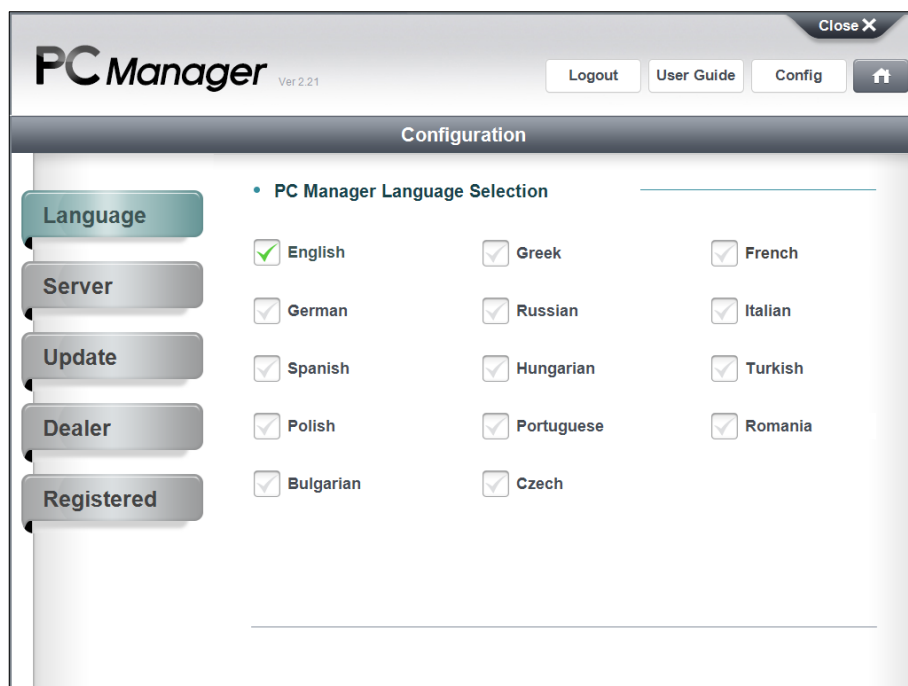 Close X
PC Manager Ver 2.21
Logout User Guide Config
Configuration
Language
Server
Update
Dealer
Registered
• PC Manager Language Selection
English Greek French
German Russian Italian
Spanish Hungarian Turkish
Polish Portuguese Romania
Bulgarian Czech